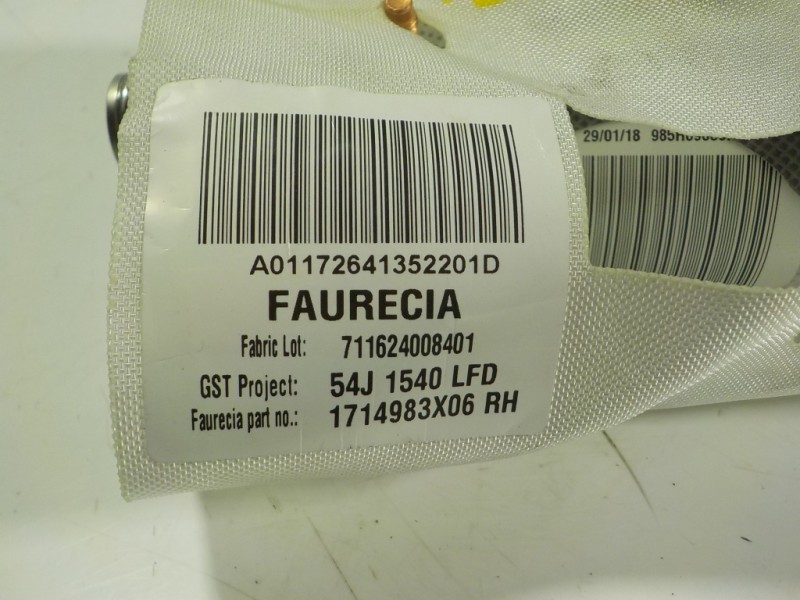 A01172641352201D
FAURECIA
Fabric Lot: 711624008401
GST Project: 54J 1540 LFD
Faurecia part no.: 1714983X06 RH
29/01/18